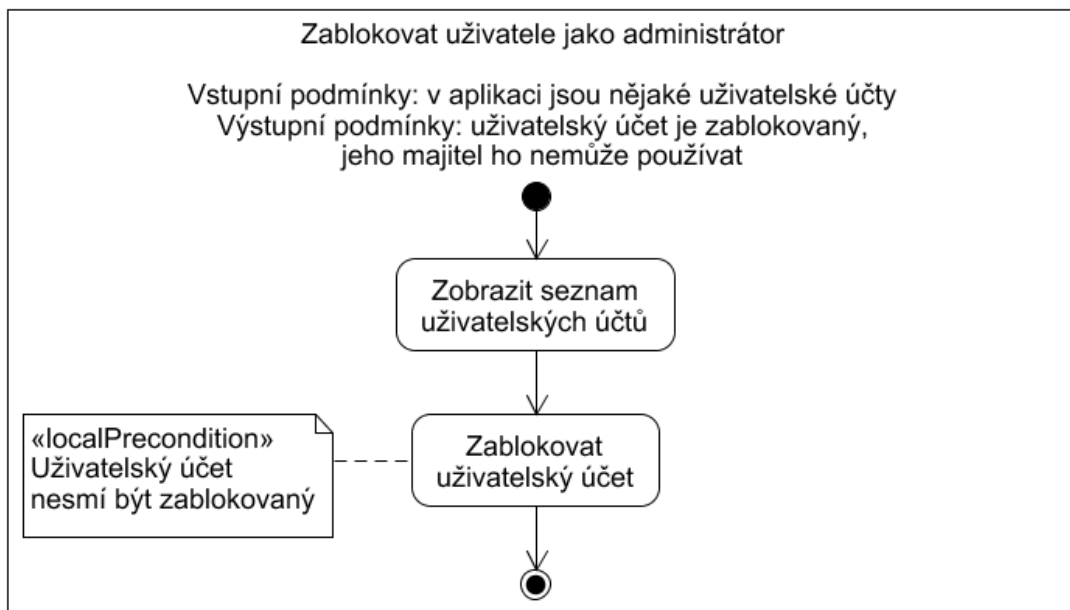 Zablokovat uživatele jako administrátor
Vstupní podmínky: v aplikaci jsou nějaké uživatelské účty
Výstupní podmínky: uživatelský účet je zablokovaný,
jeho majitel ho nemůže používat
Zobrazit seznam
uživatelských účtů
«localPrecondition»
Uživatelský účet
nesmí být zablokovaný
Zablokovat
uživatelský účet